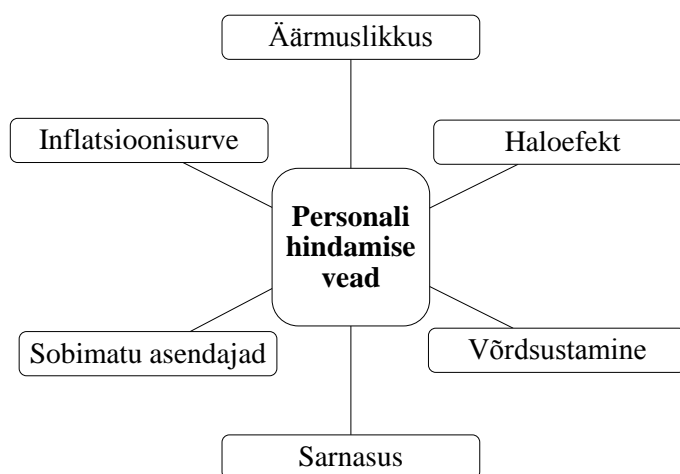 Äärmuslikkus
Inflatsioonisurve
Haloefekt
Personali
hindamise
vead
Sobimatu asendajad
Võrdsustamine
Sarnasus